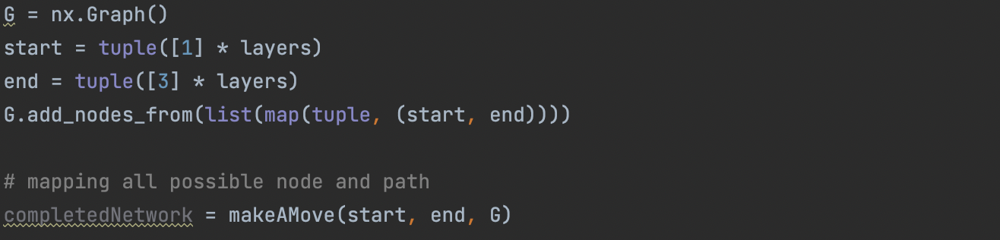 G = nx.Graph()
start = tuple([1] * layers)
end = tuple([3] * layers)
G.add_nodes_from(list(map(tuple, (start, end))))
# mapping all possible node and path
completedNetwork = makeAMove(start, end, G)